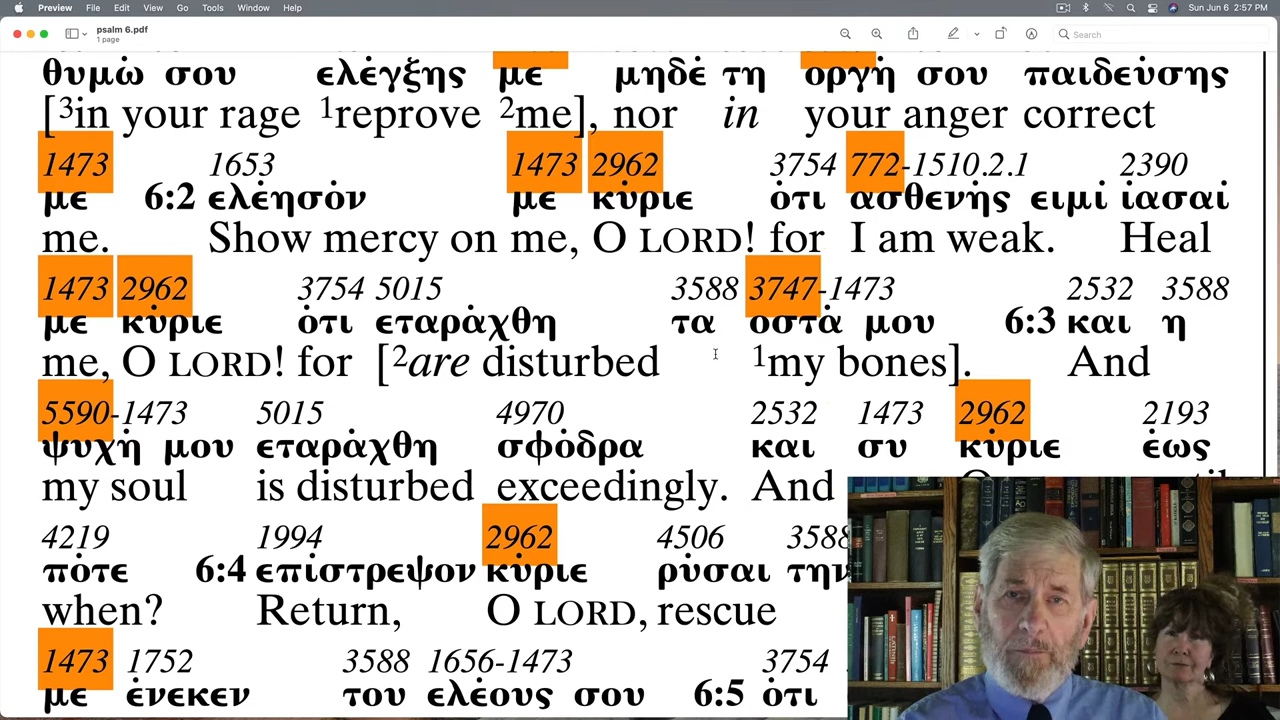 Preview File Edit View Go Tools Window Help Sun Jun 6 2:57 PM
psalm 6.pdf
1 page
Search
θυμώ σου ελέγξης με μηδέ τη οργή σου παιδεύσης
[3in your rage 1reprove 2me], nor in your anger correct
1473 1653 1473 2962 3754 772-1510.2.1 2390
με 6:2 ελέησόν με κύριε ότι ασθενής ειμί ίασαί
me. Show mercy on me, O LORD! for I am weak. Heal
1473 2962 3754 5015 3588 3747-1473 2532 3588
με κύριε ότι εταράχθη τα οστά μου 6:3 και η
me, O LORD! for [2are disturbed 1my bones]. And
5590-1473 5015 4970 2532 1473 2962 2193
ψυχή μου εταράχθη σφόδρα και συ κύριε έως
my soul is disturbed exceedingly. And
4219 1994 2962 4506 3588
πότε 6:4 επίστρεψον κύριε ρύσαι την
when? Return, O LORD, rescue
1473 1752 3588 1656-1473 3754
με ένεκεν του ελέους σου 6:5 ότι